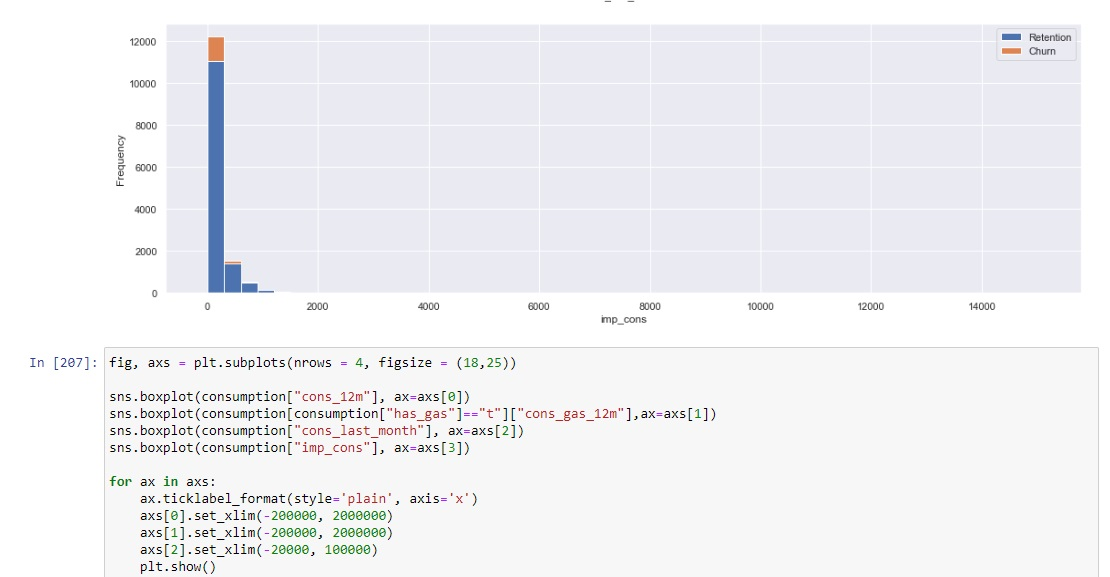 Retention
Churn
12000
10000
8000
6000
4000
2000
0
Frequency
0 2000 4000 6000 8000 10000 12000 14000
imp_cons
In [207]: fig, axs = plt.subplots(nrows = 4, figsize = (18,25))
sns.boxplot(consumption["cons_12m"], ax=axs[0])
sns.boxplot(consumption[consumption["has_gas"]=="t"]["cons_gas_12m"],ax=axs[1])
sns.boxplot(consumption["cons_last_month"], ax=axs[2])
sns.boxplot(consumption["imp_cons"], ax=axs[3])
for ax in axs:
    ax.ticklabel_format(style='plain', axis='x')
    axs[0].set_xlim(-200000, 2000000)
    axs[1].set_xlim(-200000, 2000000)
    axs[2].set_xlim(-20000, 100000)
    plt.show()